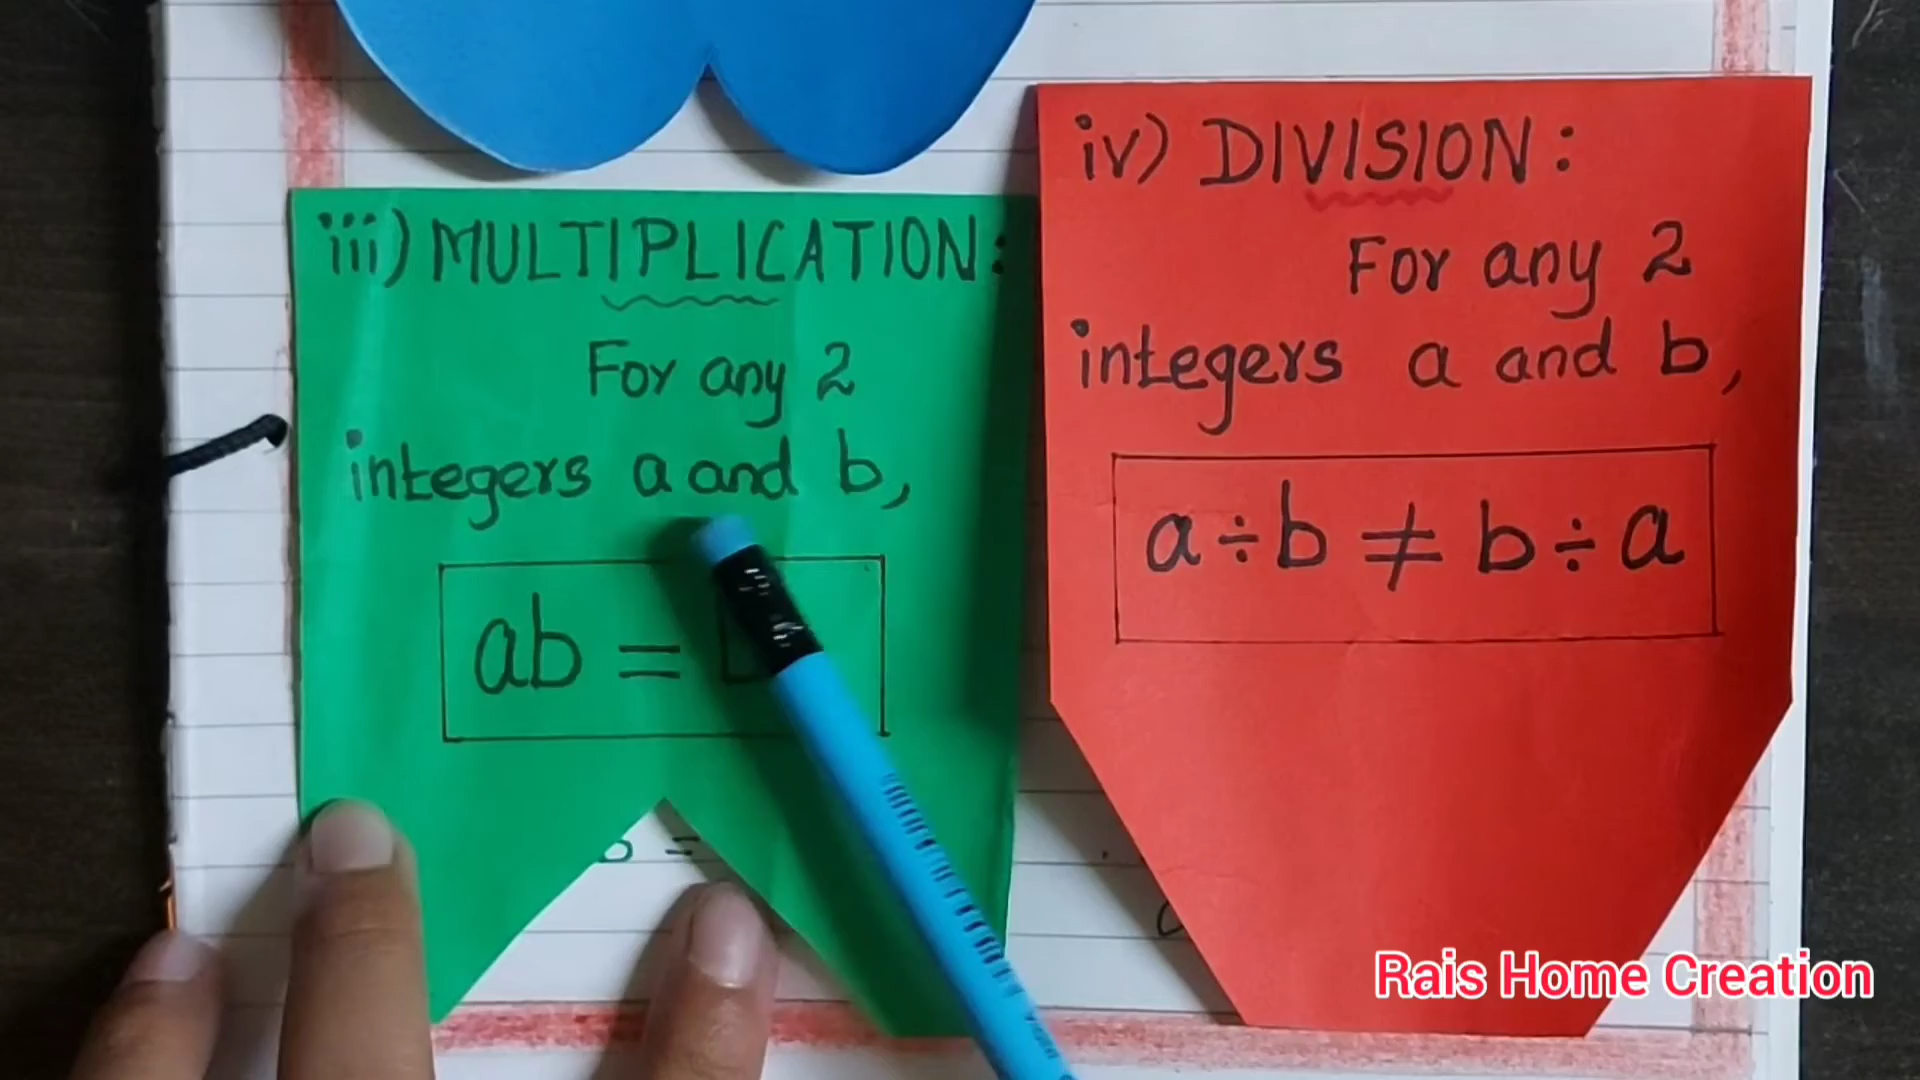 iii) MULTIPLICATION:
For any 2
integers a and b,
ab =
iv) DIVISION:
For any 2
integers a and b,
a ÷ b ≠ b ÷ a
Rais Home Creation